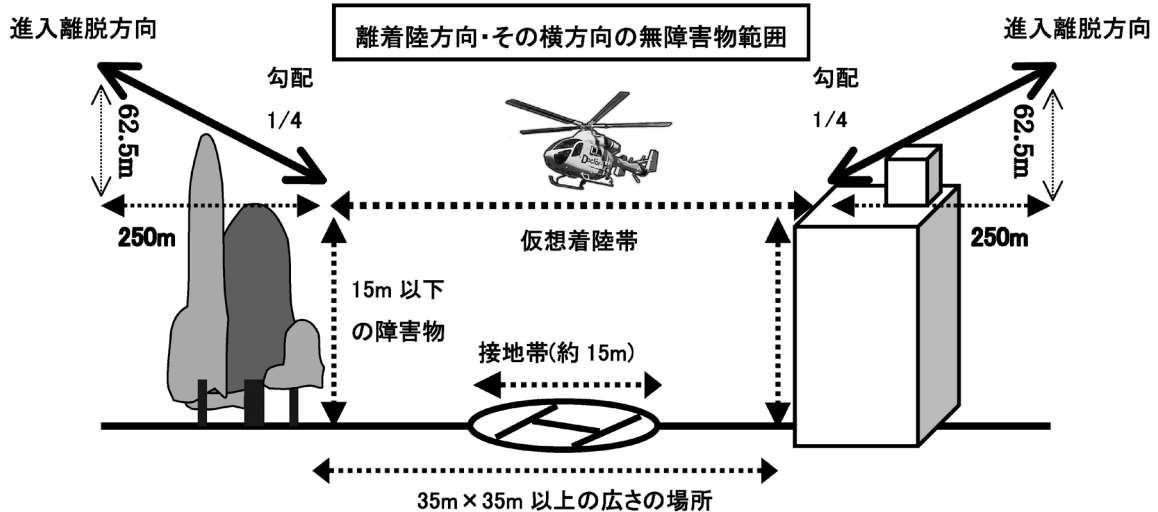 離着陸方向・その横方向の無障害物範囲
進入離脱方向
進入離脱方向
勾配
1/4
勾配
1/4
62.5m
62.5m
Doctor
250m
仮想着陸帯
250m
15m 以下
の障害物
接地帯(約 15m)
H
35m×35m 以上の広さの場所